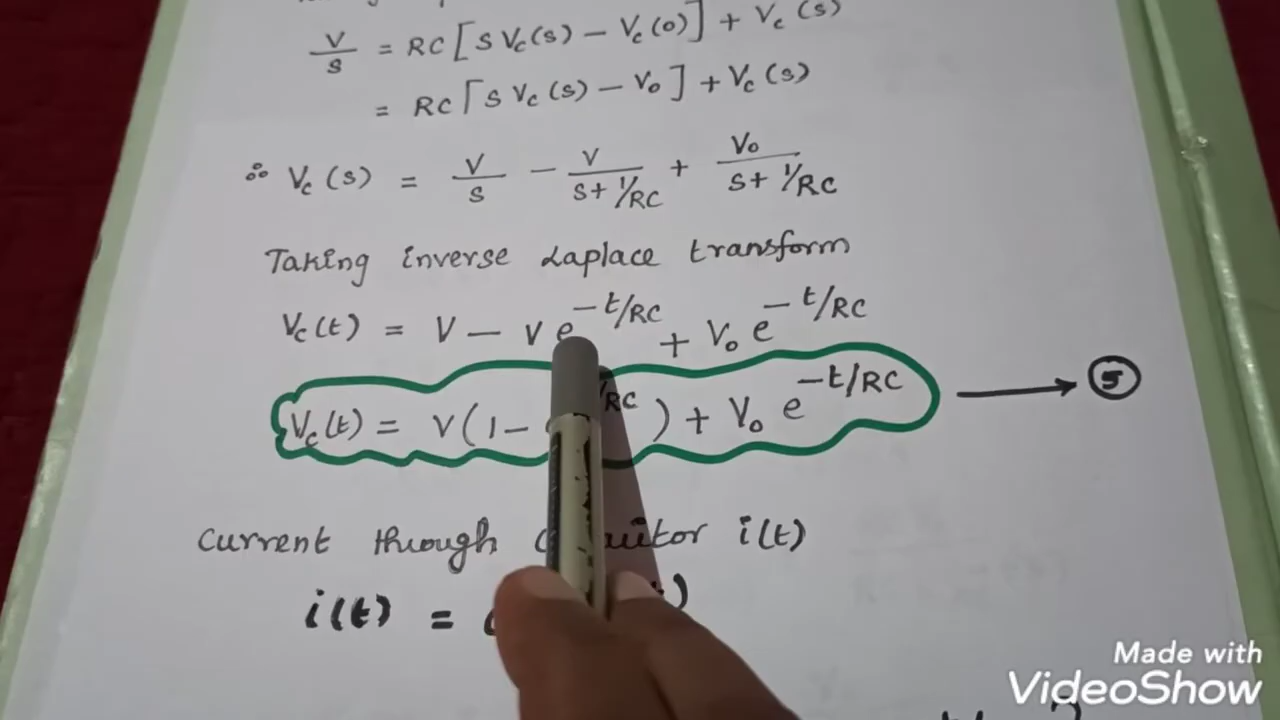 V/S = RC [S Vc(s) − Vc(0)] + Vc(s)
= RC [S Vc(s) − V₀] + Vc(s)
∴ Vc(s) = V/S − V/(S + 1/RC) + V₀/(S + 1/RC)
Taking inverse Laplace transform
Vc(t) = V − V e^(−t/RC) + V₀ e^(−t/RC)
Vc(t) = V(1 − /RC) + V₀ e^(−t/RC) → 5
Current through i(t)
i(t) =
Made with
VideoShow